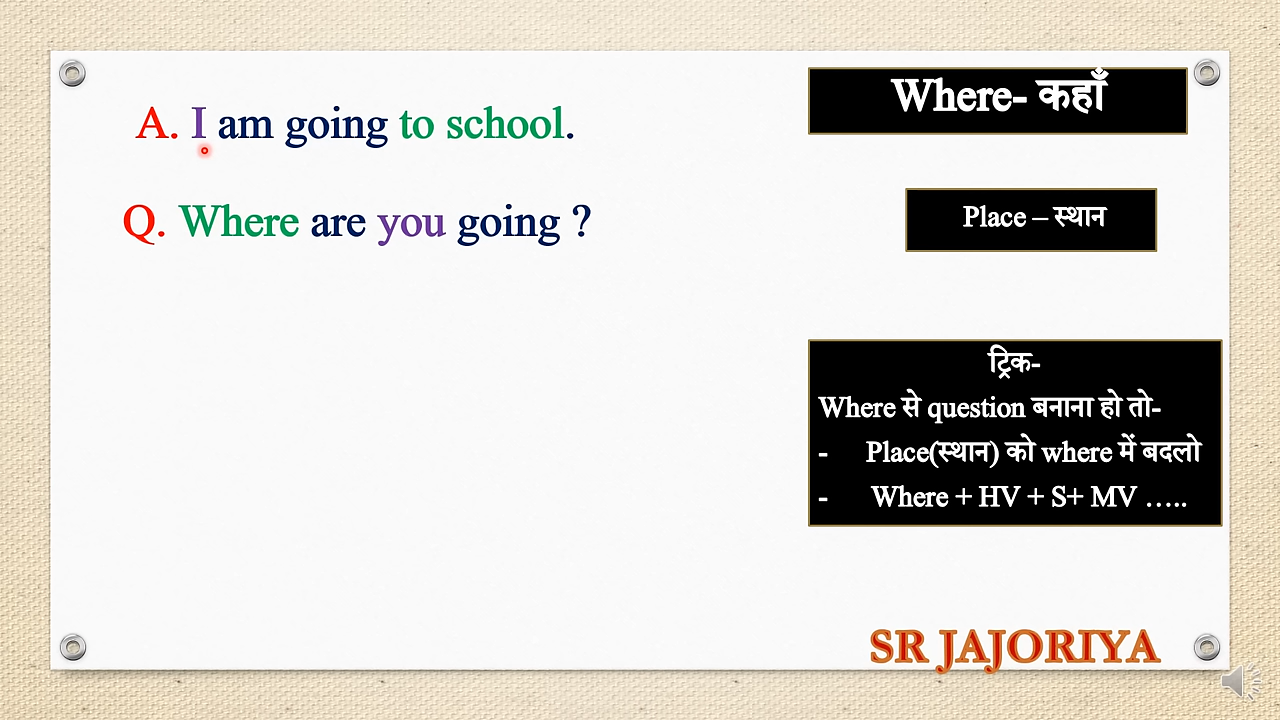 A. I am going to school.
Q. Where are you going ?
Where- कहाँ
Place – स्थान
ट्रिक-
Where से question बनाना हो तो-
- Place(स्थान) को where में बदलो
- Where + HV + S+ MV …..
SR JAJORIYA